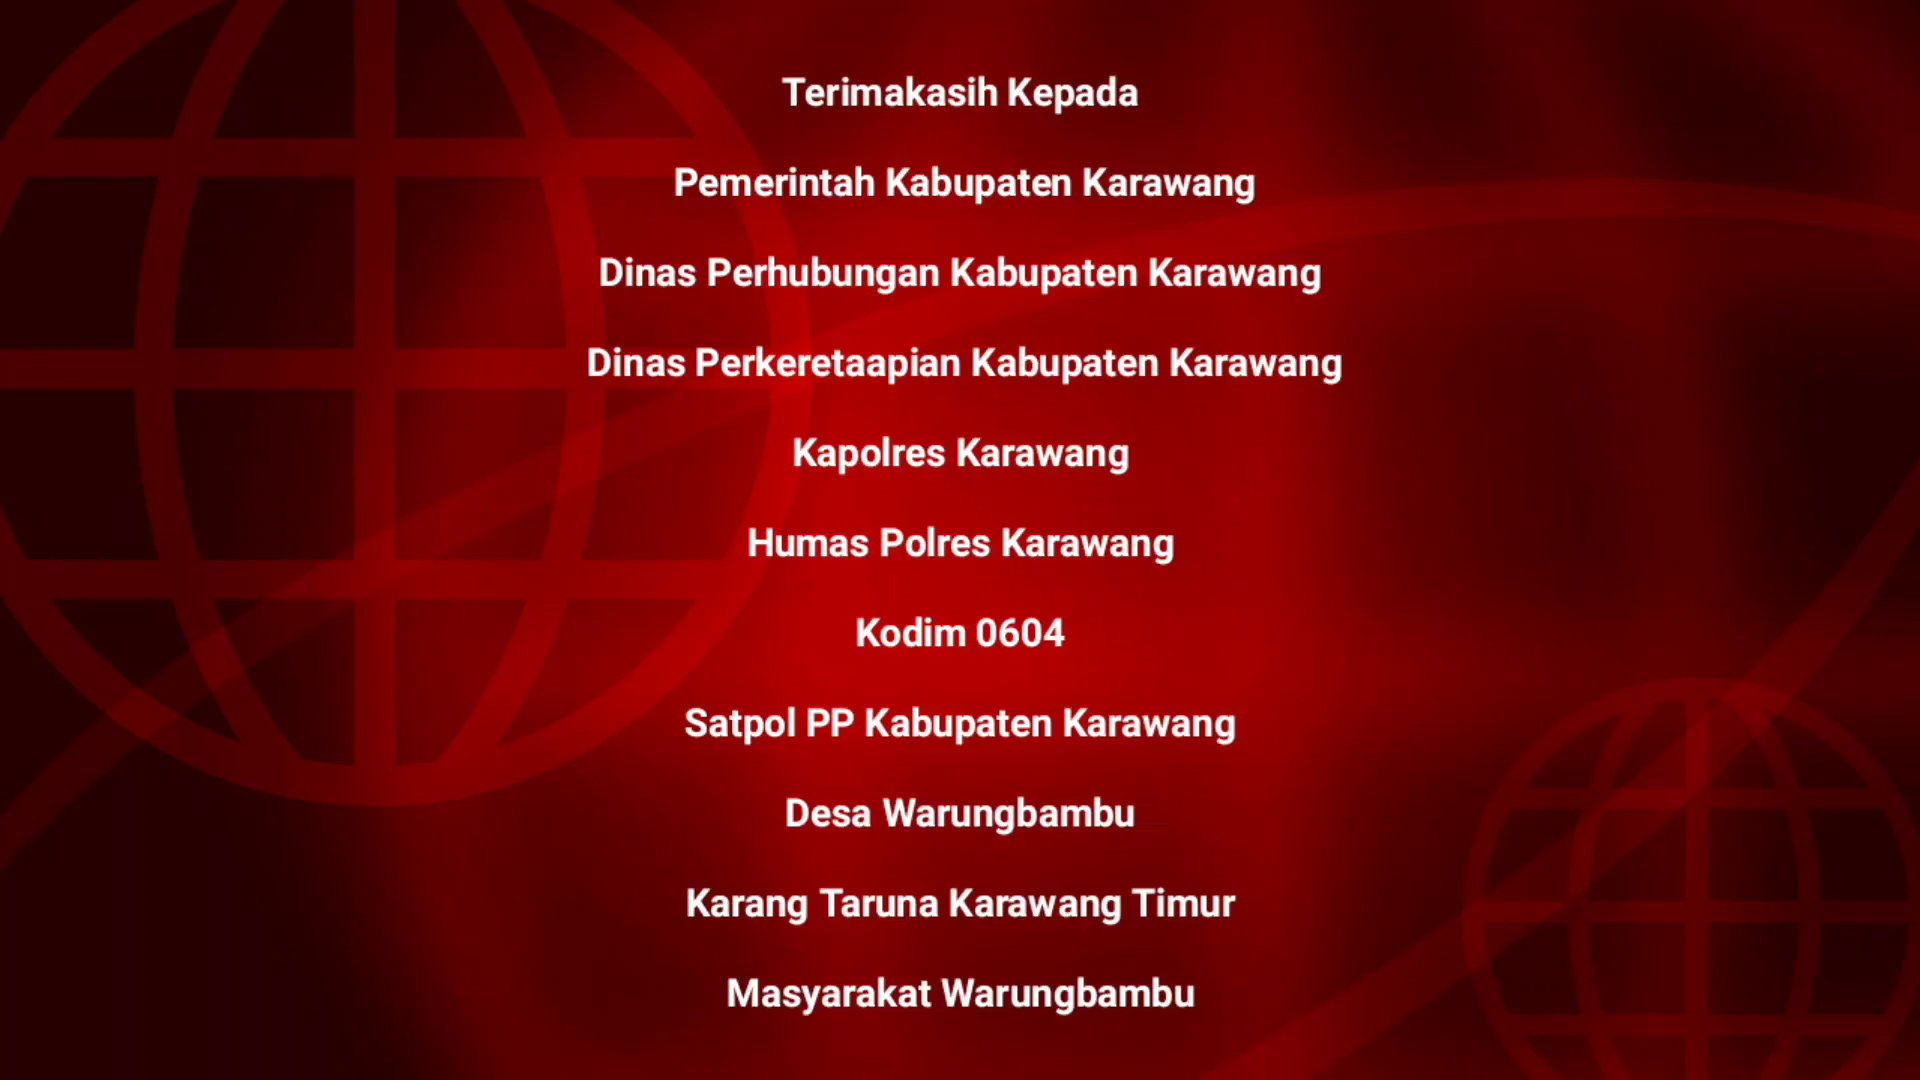 Terimakasih Kepada
Pemerintah Kabupaten Karawang
Dinas Perhubungan Kabupaten Karawang
Dinas Perkeretaapian Kabupaten Karawang
Kapolres Karawang
Humas Polres Karawang
Kodim 0604
Satpol PP Kabupaten Karawang
Desa Warungbambu
Karang Taruna Karawang Timur
Masyarakat Warungbambu